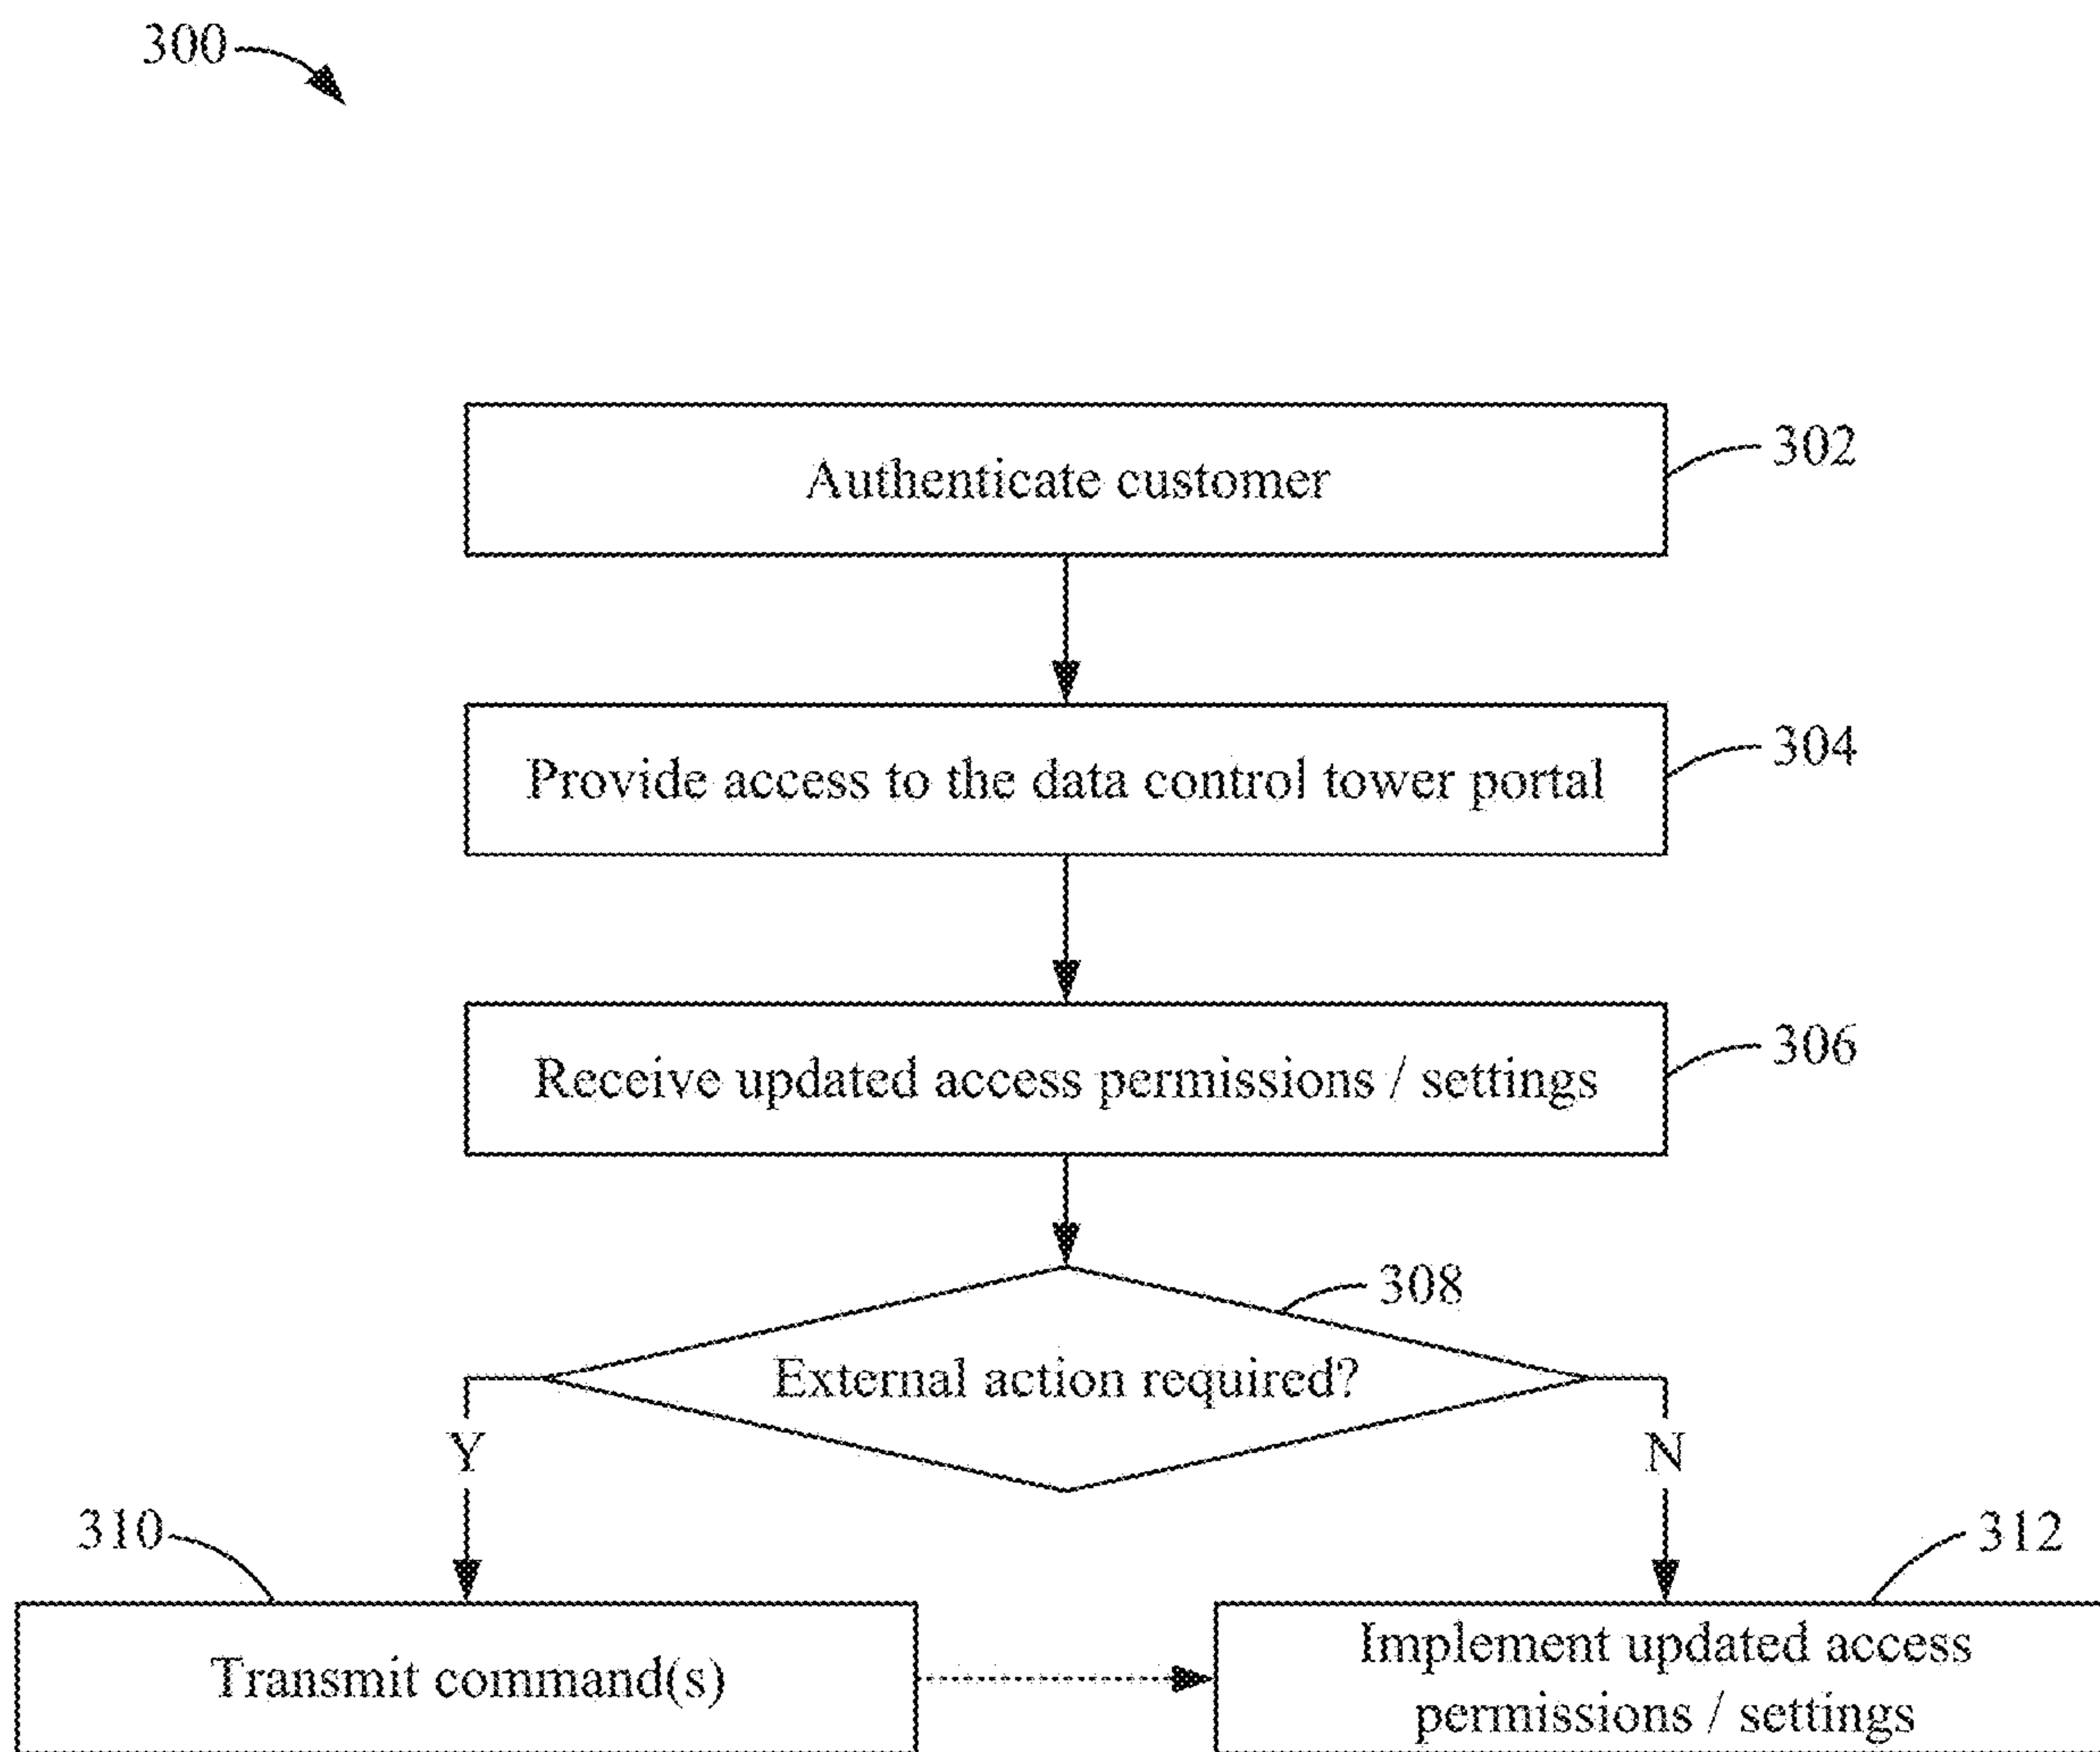 300
Authenticate customer
302
Provide access to the data control tower portal
304
Receive updated access permissions / settings
306
308
External action required?
Y
N
310
312
Transmit command(s)
Implement updated access
permissions / settings